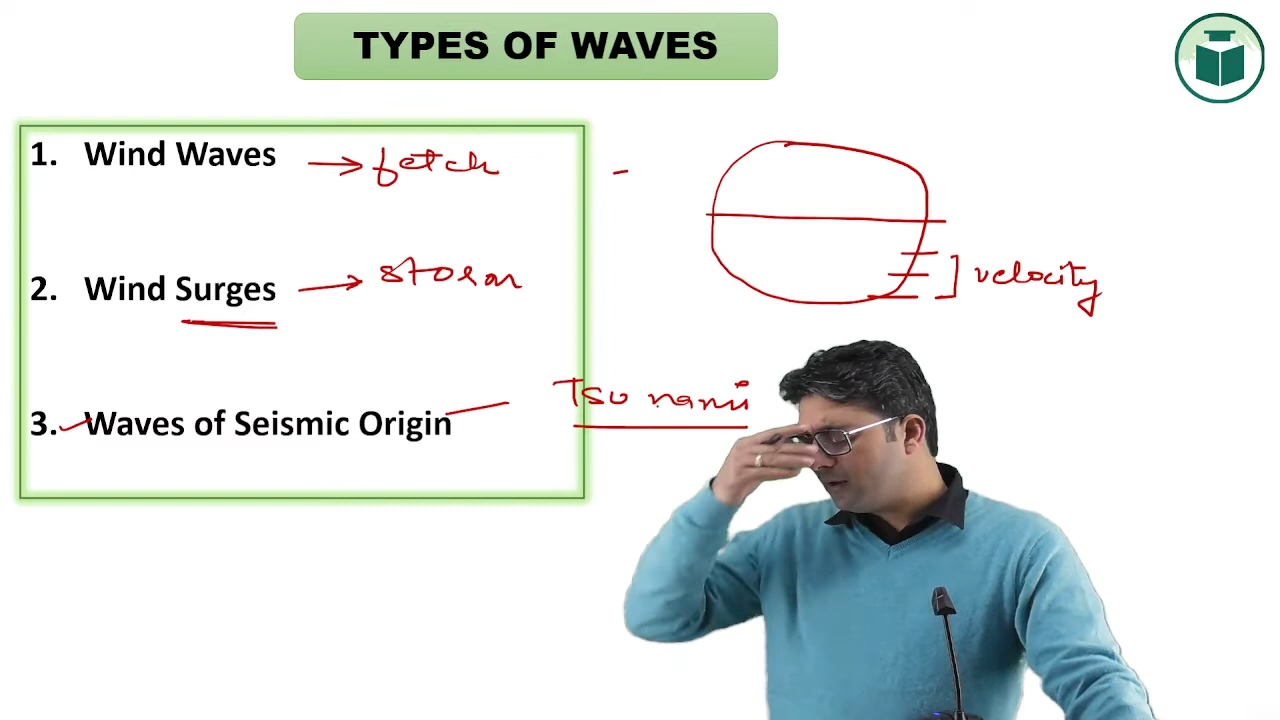 TYPES OF WAVES
1. Wind Waves → fetch
2. Wind Surges → storm
velocity
3. Waves of Seismic Origin — Tsunami